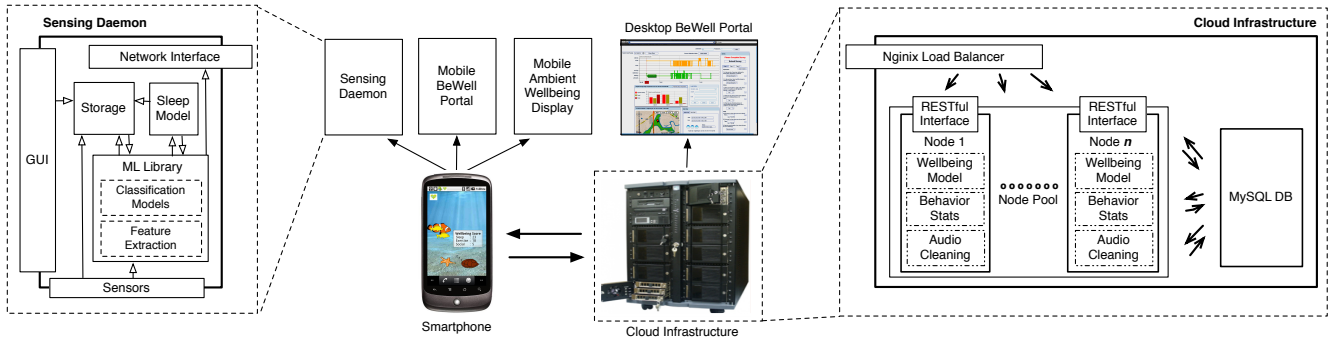 Sensing Daemon
Network Interface
GUI
Storage
Sleep
Model
ML Library
Classification
Models
Feature
Extraction
Sensors
Sensing
Daemon
Mobile
BeWell
Portal
Mobile
Ambient
Wellbeing
Display
Desktop BeWell Portal
Wellbeing Score
Smartphone
Cloud Infrastructure
Cloud Infrastructure
Nginix Load Balancer
RESTful
Interface
Node 1
Wellbeing
Model
Behavior
Stats
Audio
Cleaning
Node Pool
RESTful
Interface
Node n
Wellbeing
Model
Behavior
Stats
Audio
Cleaning
MySQL DB